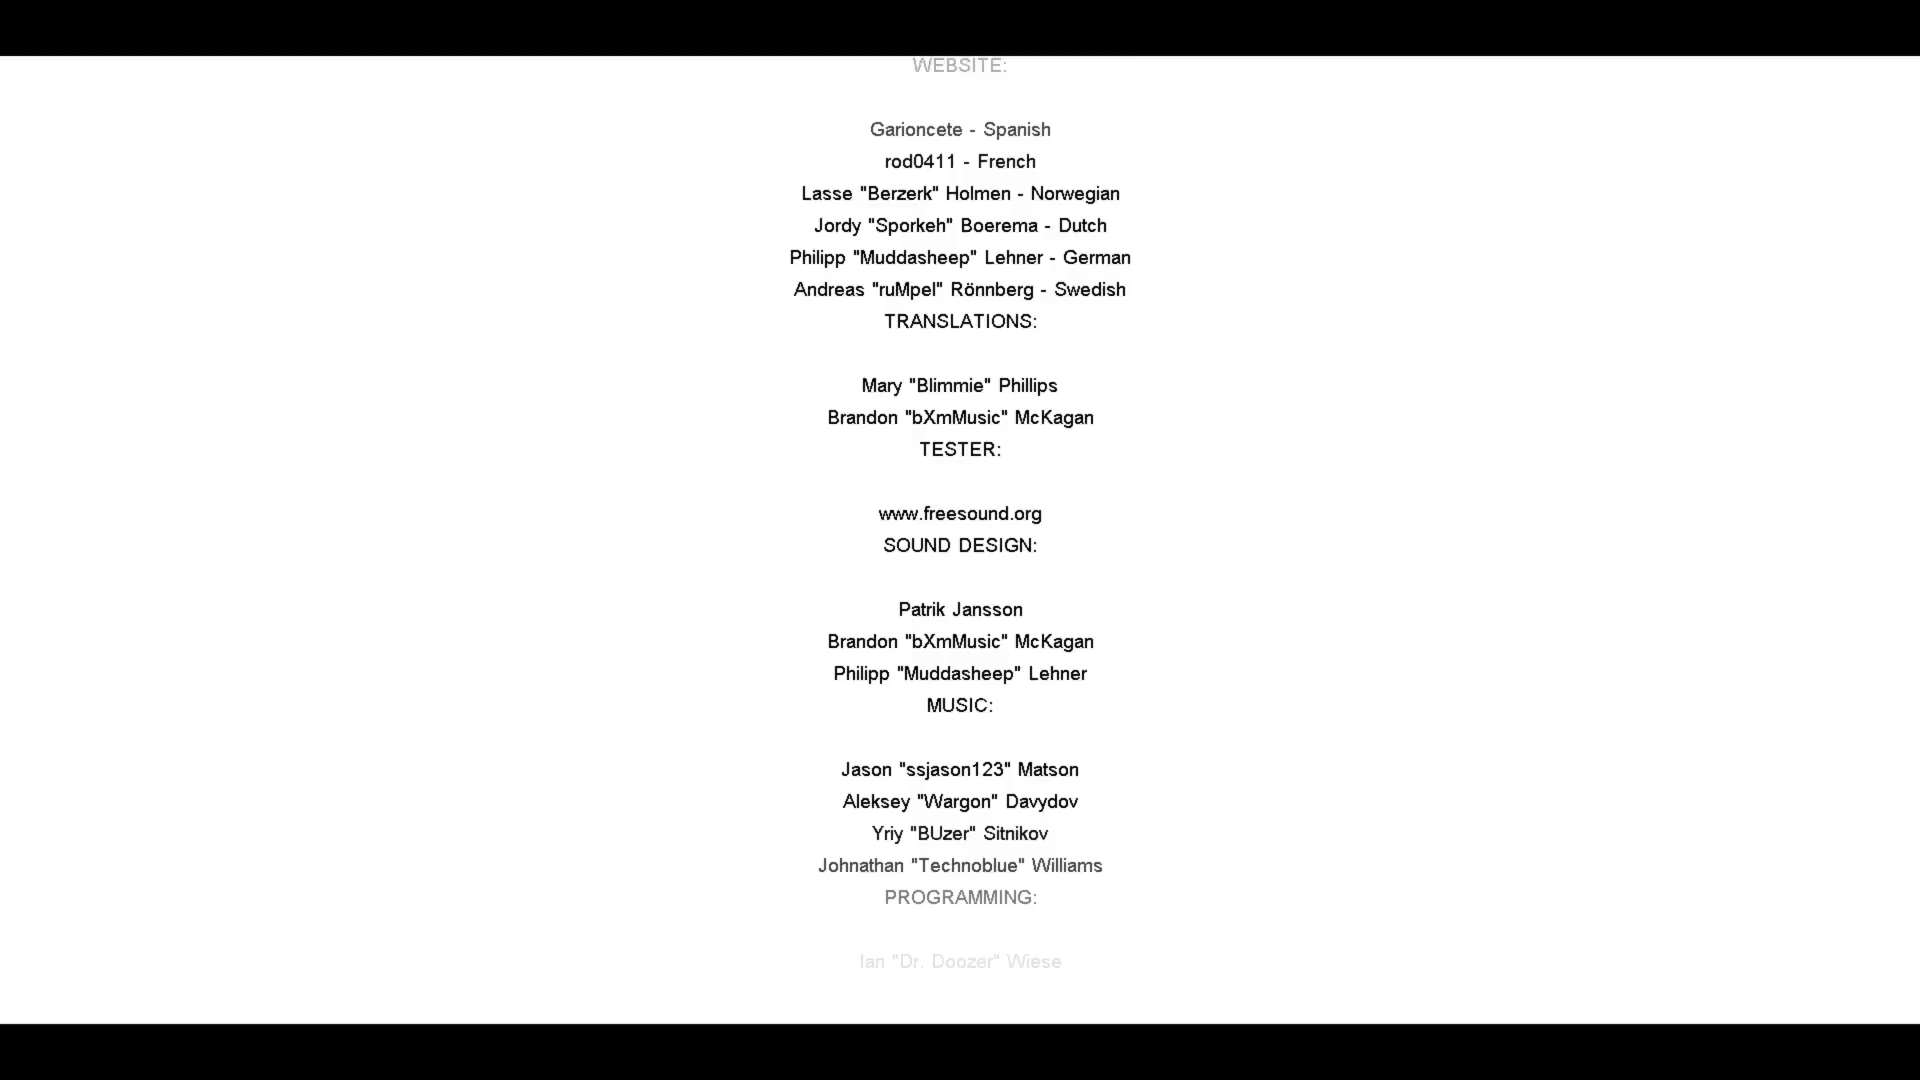 WEBSITE:
Garioncete - Spanish
rod0411 - French
Lasse "Berzerk" Holmen - Norwegian
Jordy "Sporkeh" Boerema - Dutch
Philipp "Muddasheep" Lehner - German
Andreas "ruMpel" Rönnberg - Swedish
TRANSLATIONS:
Mary "Blimmie" Phillips
Brandon "bXmMusic" McKagan
TESTER:
www.freesound.org
SOUND DESIGN:
Patrik Jansson
Brandon "bXmMusic" McKagan
Philipp "Muddasheep" Lehner
MUSIC:
Jason "ssjason123" Matson
Aleksey "Wargon" Davydov
Yriy "BUzer" Sitnikov
Johnathan "Technoblue" Williams
PROGRAMMING:
Ian "Dr. Doozer" Wiese